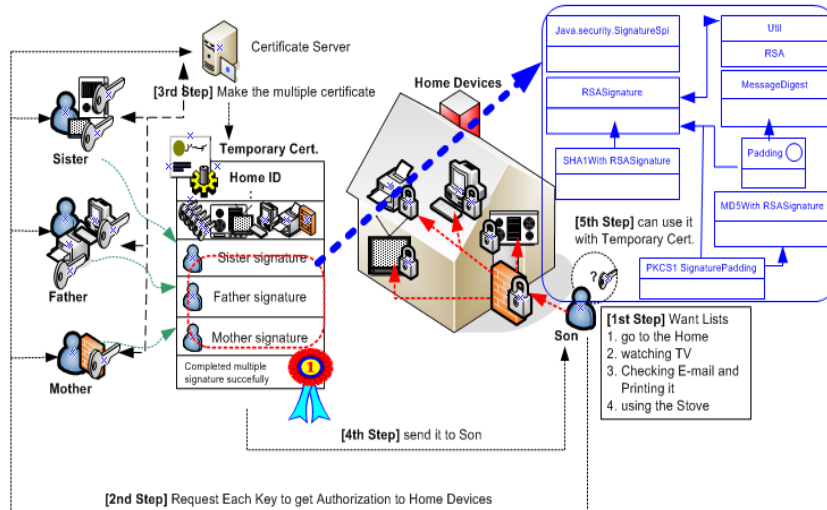 Certificate Server
[3rd Step] Make the multiple certificate
Sister
Father
Mother
Temporary Cert.
Home ID
Sister signature
Father signature
Mother signature
Completed multiple
signature succefully
1
Home Devices
Java.security.SignatureSpi
Util
RSA
RSASignature
MessageDigest
SHA1With RSASignature
Padding
MD5With RSASignature
PKCS1 SignaturePadding
[5th Step] can use it
with Temporary Cert.
?
Son
[1st Step] Want Lists
1. go to the Home
2. watching TV
3. Checking E-mail and
Printing it
4. using the Stove
[4th Step] send it to Son
[2nd Step] Request Each Key to get Authorization to Home Devices